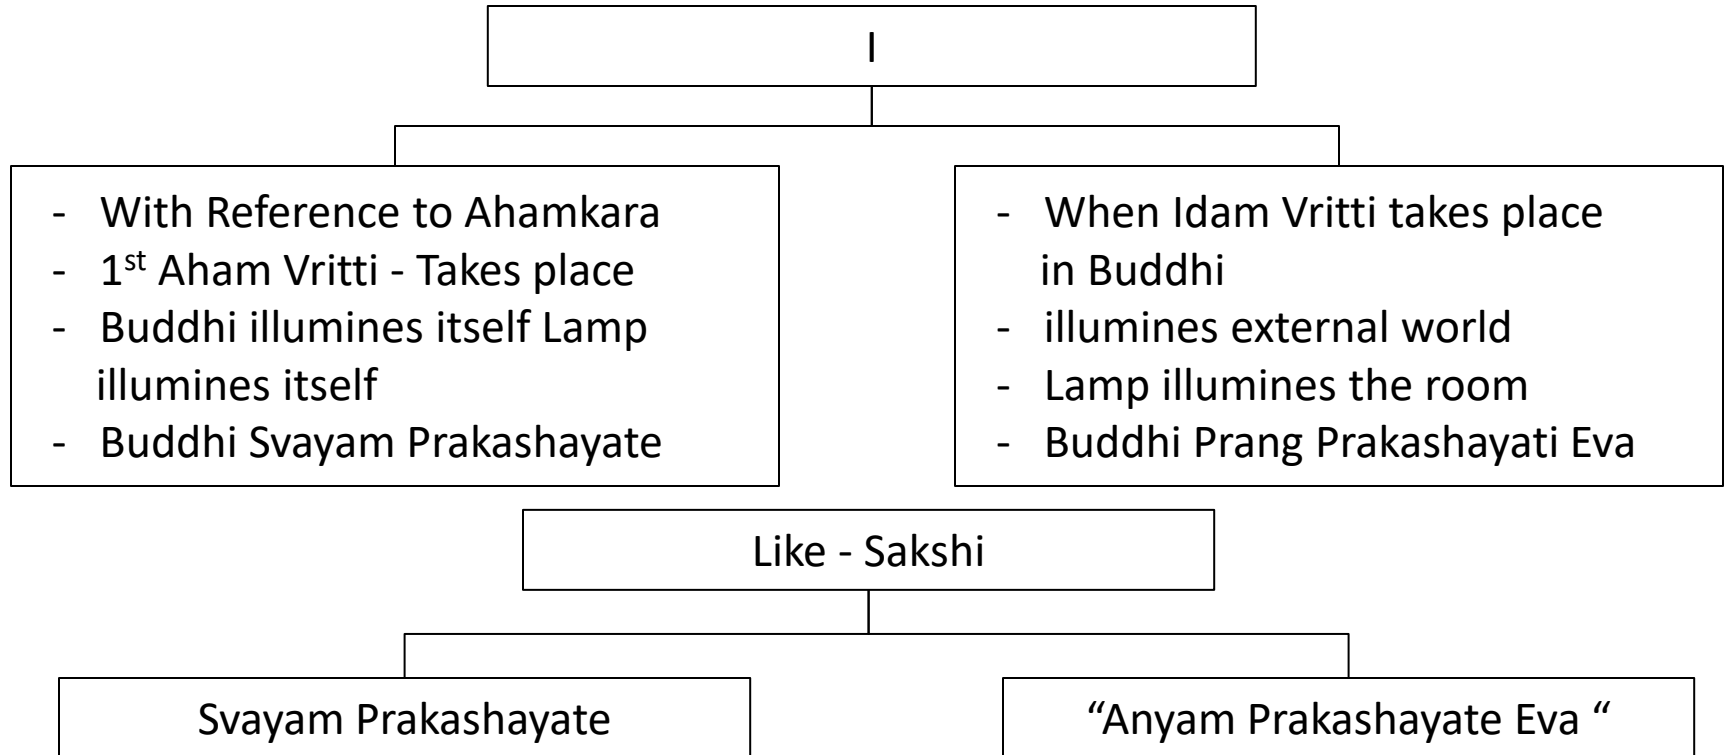 I
- With Reference to Ahamkara
- 1st Aham Vritti - Takes place
- Buddhi illumines itself Lamp
illumines itself
- Buddhi Svayam Prakashayate
- When Idam Vritti takes place
in Buddhi
- illumines external world
- Lamp illumines the room
- Buddhi Prang Prakashayati Eva
Like - Sakshi
Svayam Prakashayate
“Anyam Prakashayate Eva “